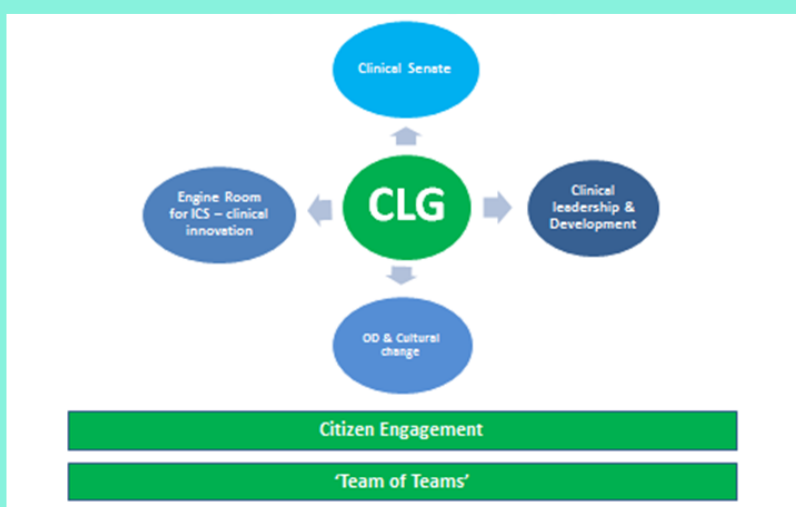 Clinical Senate
Engine Room
for ICS – clinical
innovation
CLG
Clinical
leadership &
Development
OD & Cultural
change
Citizen Engagement
‘Team of Teams’